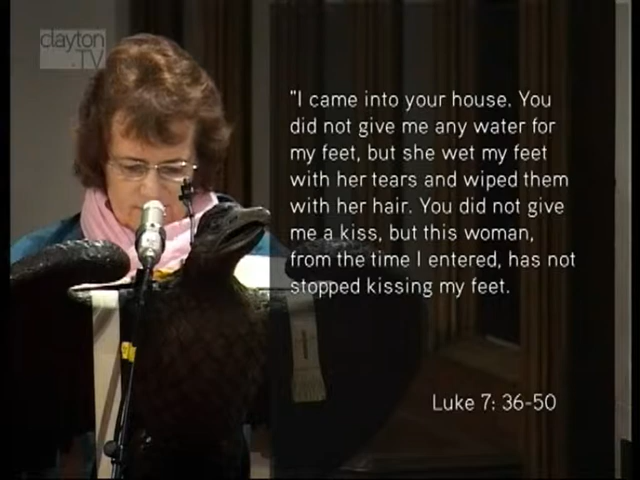 clayton
.TV
"I came into your house. You
did not give me any water for
my feet, but she wet my feet
with her tears and wiped them
with her hair. You did not give
me a kiss, but this woman,
from the time I entered, has not
stopped kissing my feet.
Luke 7: 36-50